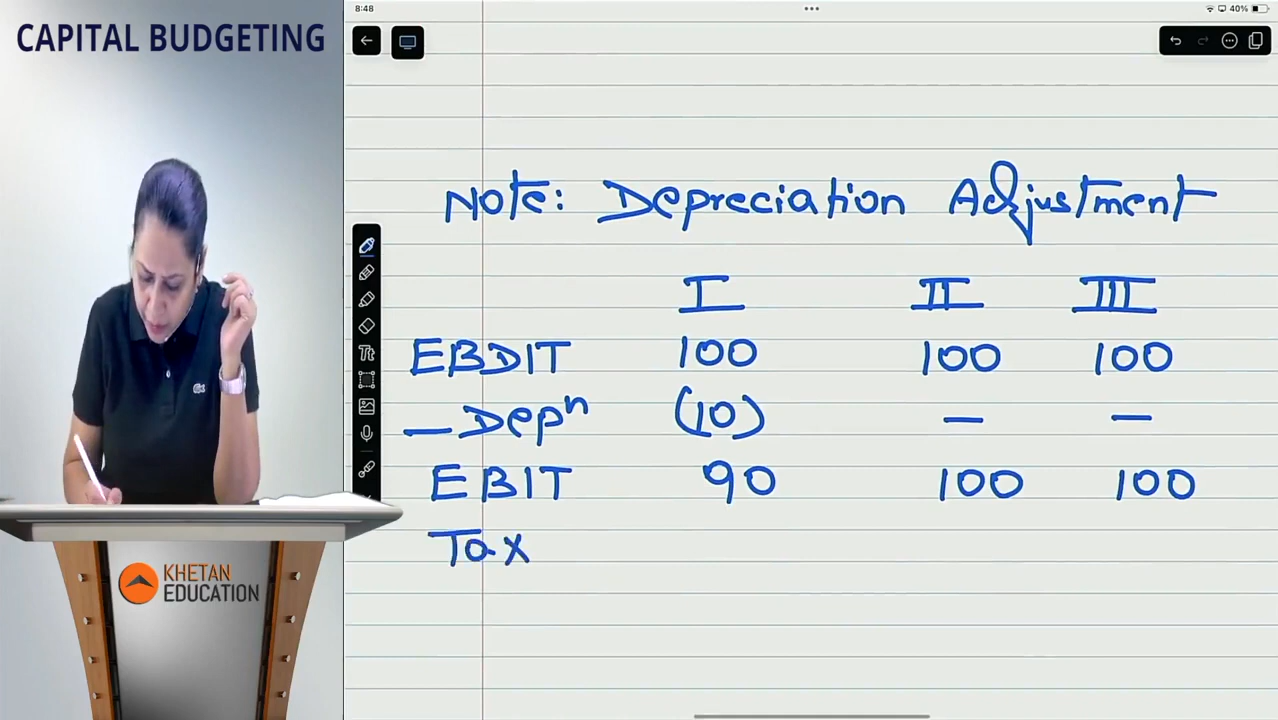 CAPITAL BUDGETING
8:48
40%
Note: Depreciation Adjustment
I II III
EBDIT 100 100 100
— Depⁿ (10) — —
EBIT 90 100 100
Tax
Tt
KHETAN
EDUCATION